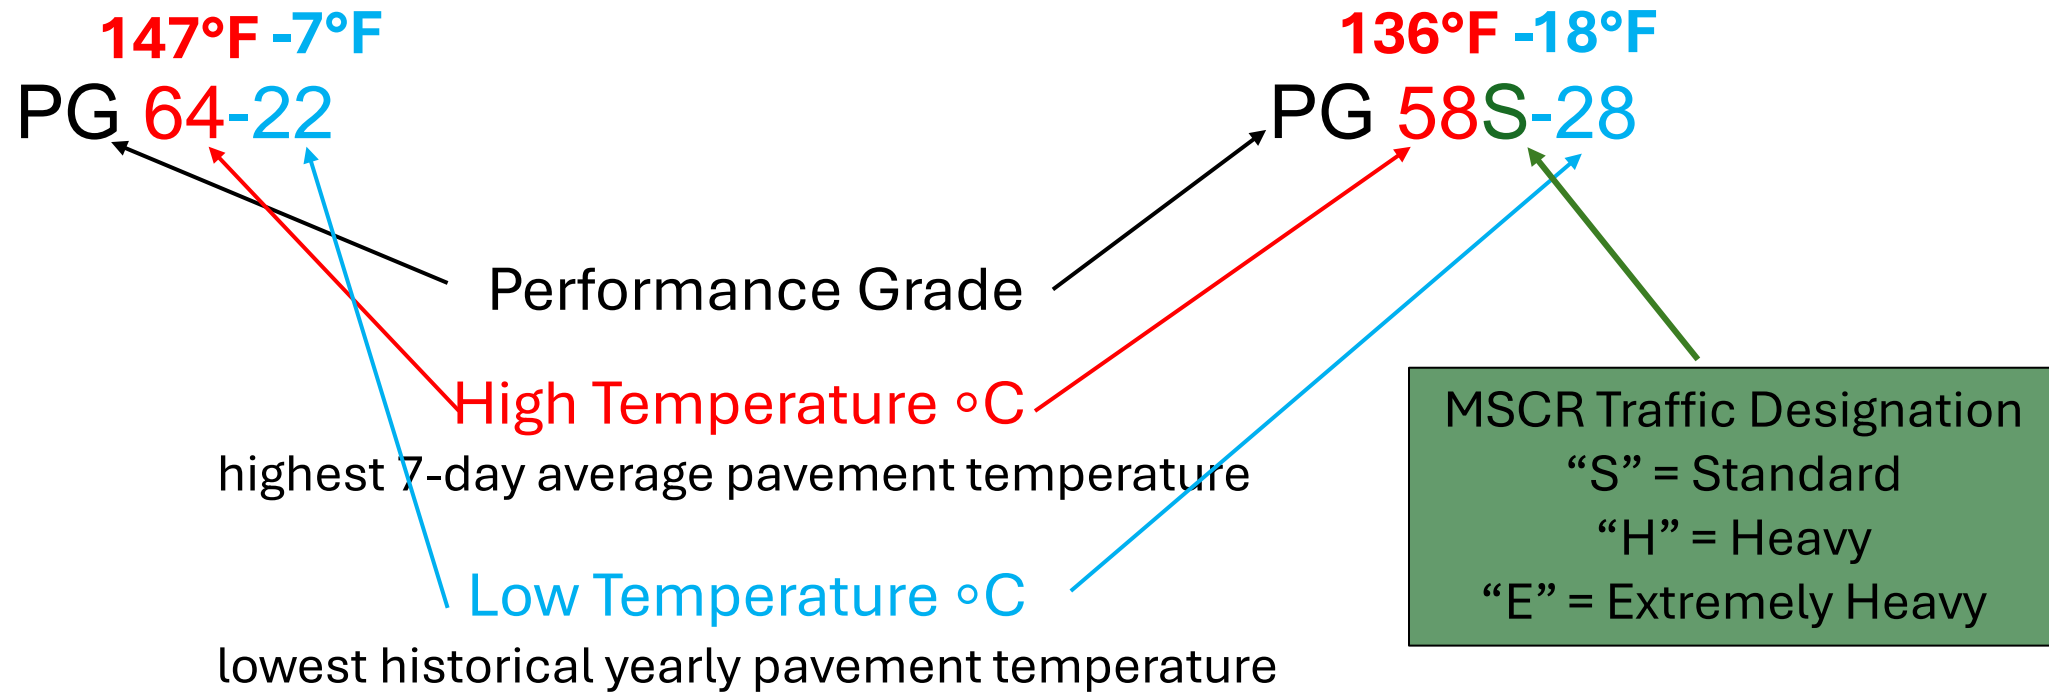 147°F -7°F
PG 64-22
136°F -18°F
PG 58S-28
Performance Grade
High Temperature ∘C
highest 7-day average pavement temperature
Low Temperature ∘C
lowest historical yearly pavement temperature
MSCR Traffic Designation
“S” = Standard
“H” = Heavy
“E” = Extremely Heavy